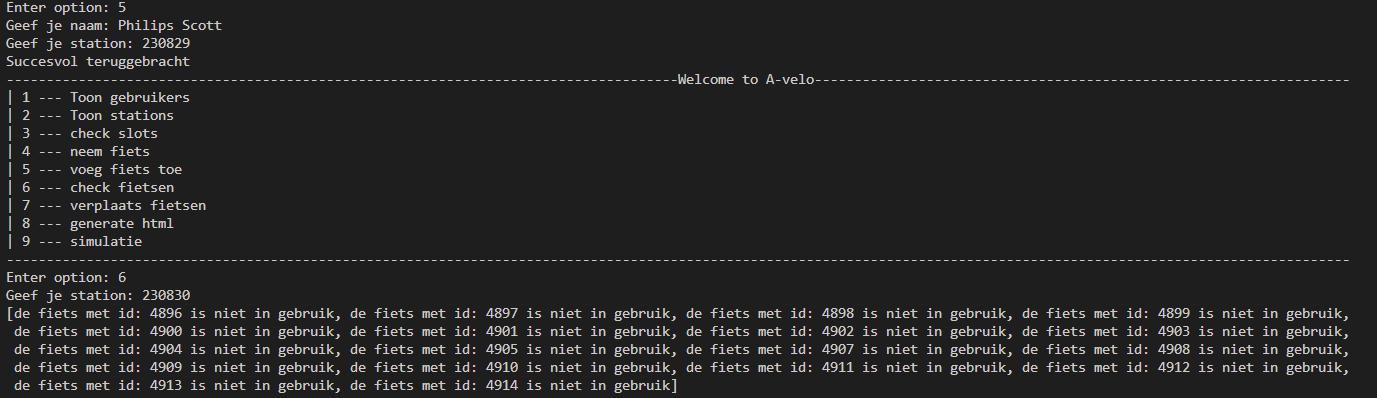 Enter option: 5
Geef je naam: Philips Scott
Geef je station: 230829
Succesvol teruggebracht
------------------------------------------------------------------------------------Welcome to A-velo-------------------------------------------------------------------
| 1 --- Toon gebruikers
| 2 --- Toon stations
| 3 --- check slots
| 4 --- neem fiets
| 5 --- voeg fiets toe
| 6 --- check fietsen
| 7 --- verplaats fietsen
| 8 --- generate html
| 9 --- simulatie
------------------------------------------------------------------------------------------------------------------------------------------------------------------------
Enter option: 6
Geef je station: 230830
[de fiets met id: 4896 is niet in gebruik, de fiets met id: 4897 is niet in gebruik, de fiets met id: 4898 is niet in gebruik, de fiets met id: 4899 is niet in gebruik,
de fiets met id: 4900 is niet in gebruik, de fiets met id: 4901 is niet in gebruik, de fiets met id: 4902 is niet in gebruik, de fiets met id: 4903 is niet in gebruik,
de fiets met id: 4904 is niet in gebruik, de fiets met id: 4905 is niet in gebruik, de fiets met id: 4907 is niet in gebruik, de fiets met id: 4908 is niet in gebruik,
de fiets met id: 4909 is niet in gebruik, de fiets met id: 4910 is niet in gebruik, de fiets met id: 4911 is niet in gebruik, de fiets met id: 4912 is niet in gebruik,
de fiets met id: 4913 is niet in gebruik, de fiets met id: 4914 is niet in gebruik]